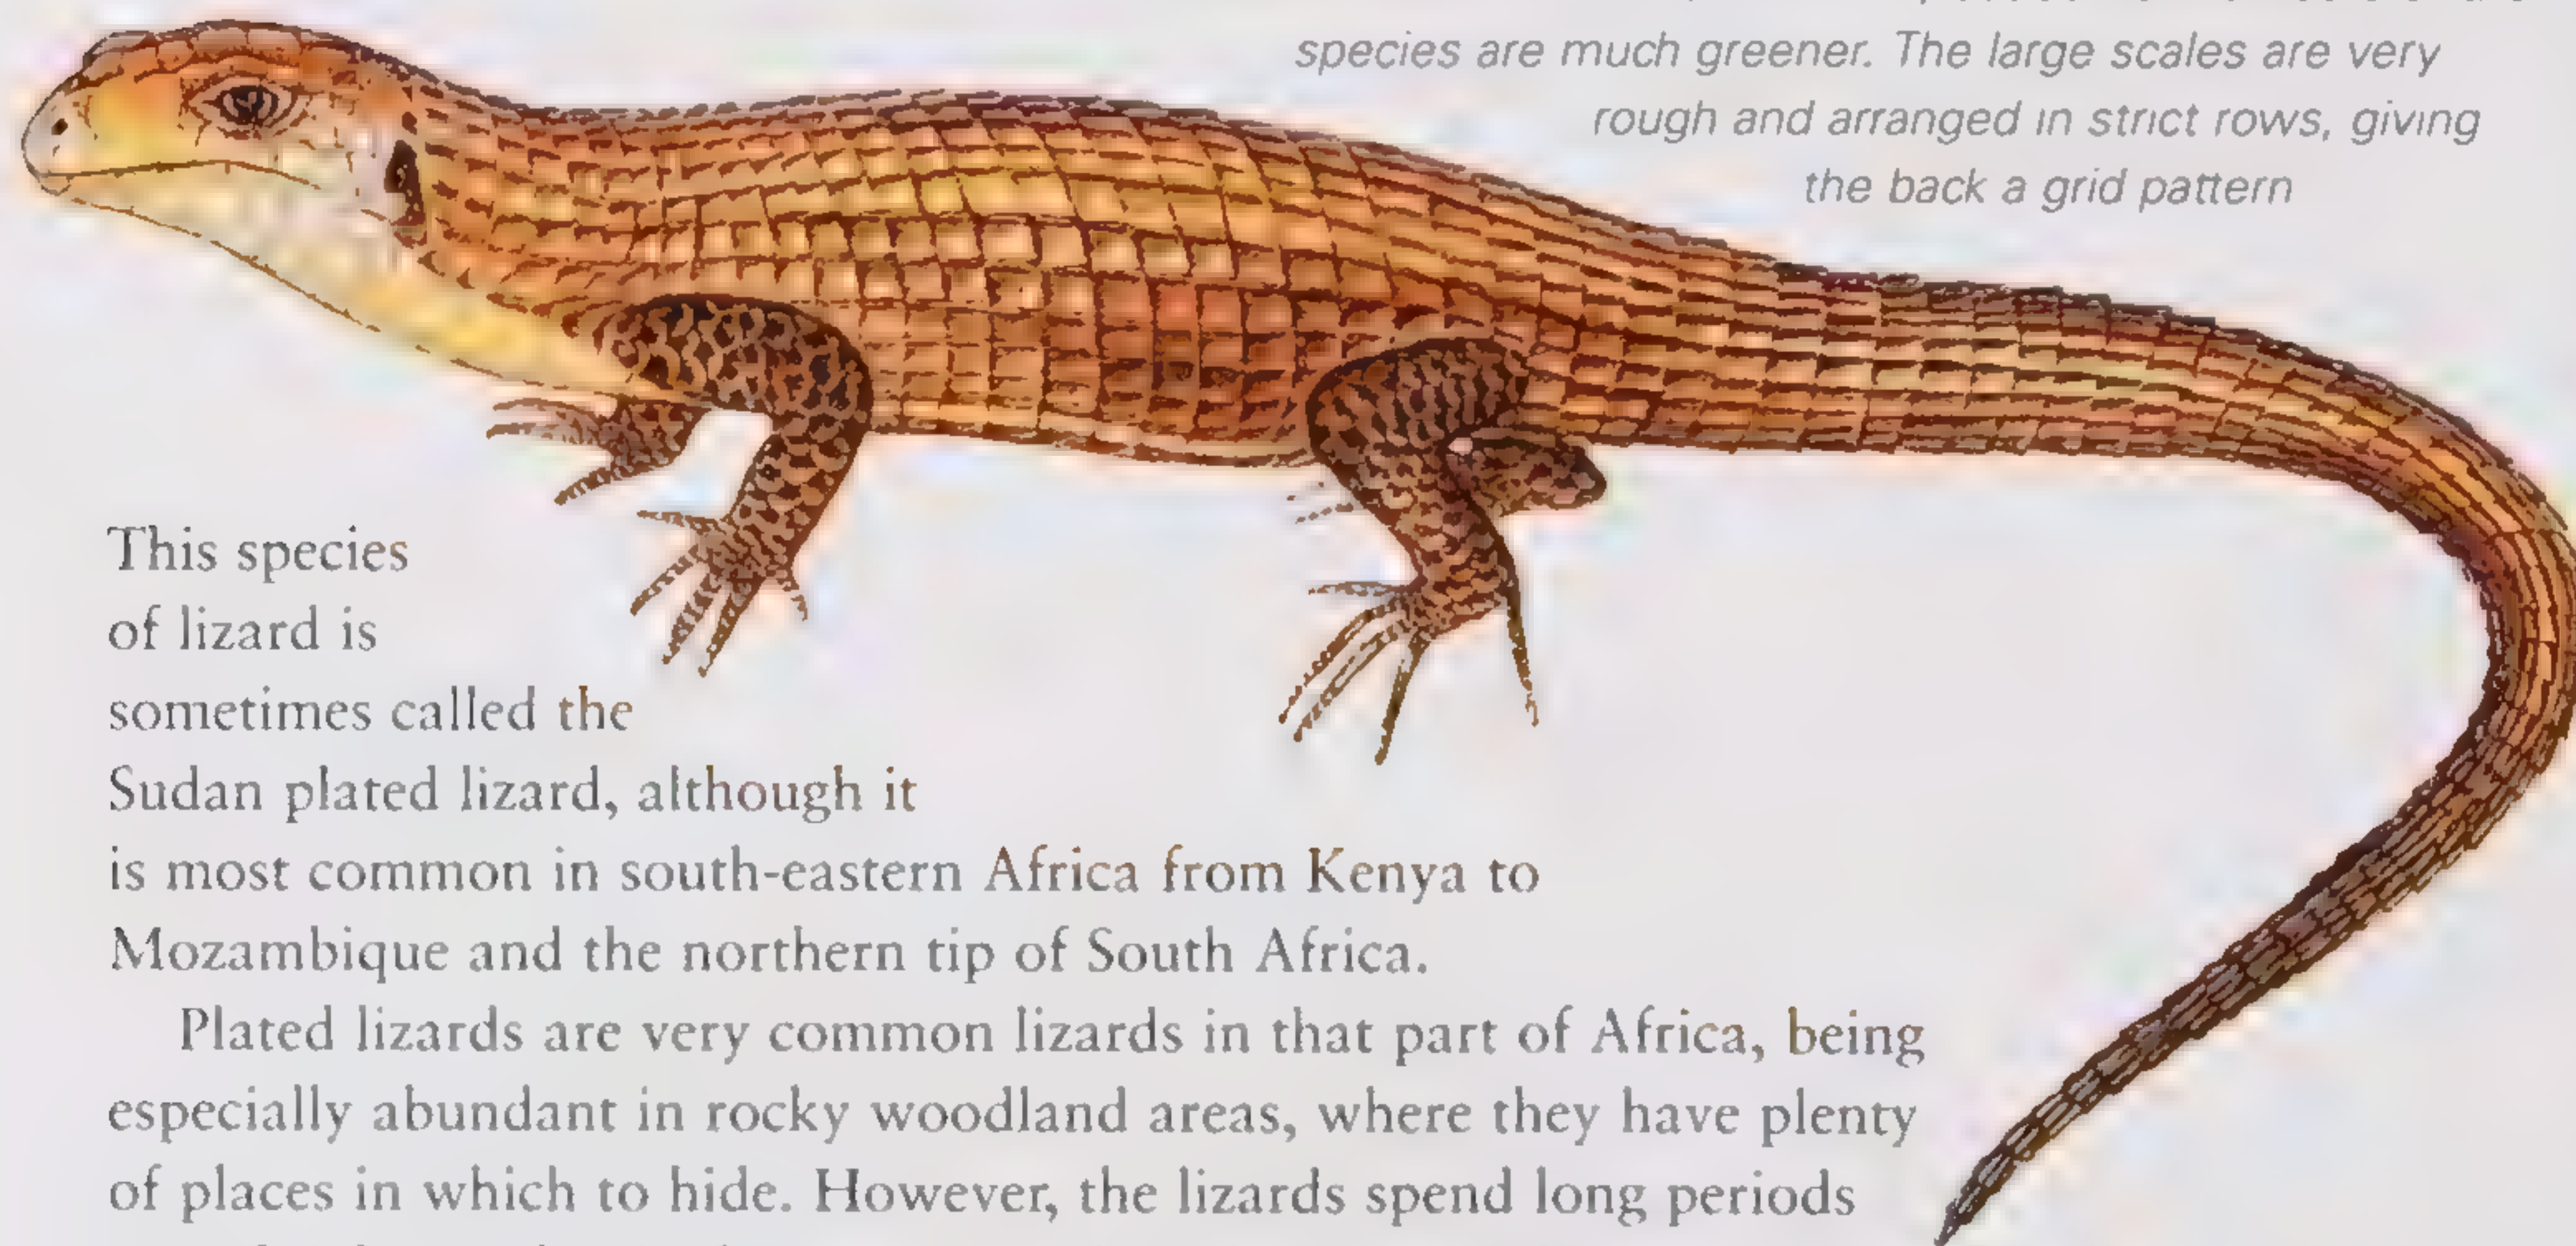 species are much greener. The large scales are very
rough and arranged in strict rows, giving
the back a grid pattern
This species
of lizard is
sometimes called the
Sudan plated lizard, although it
is most common in south-eastern Africa from Kenya to
Mozambique and the northern tip of South Africa.
Plated lizards are very common lizards in that part of Africa, being
especially abundant in rocky woodland areas, where they have plenty
of places in which to hide. However, the lizards spend long periods